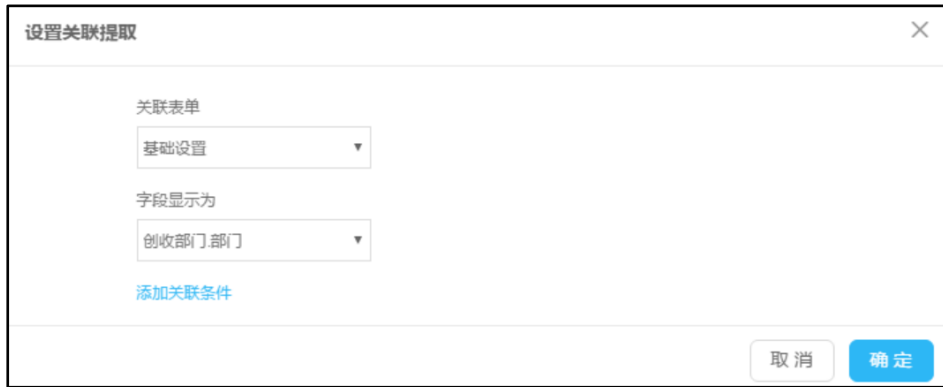 设置关联提取
关联表单
基础设置
字段显示为
创收部门.部门
添加关联条件
取消
确定